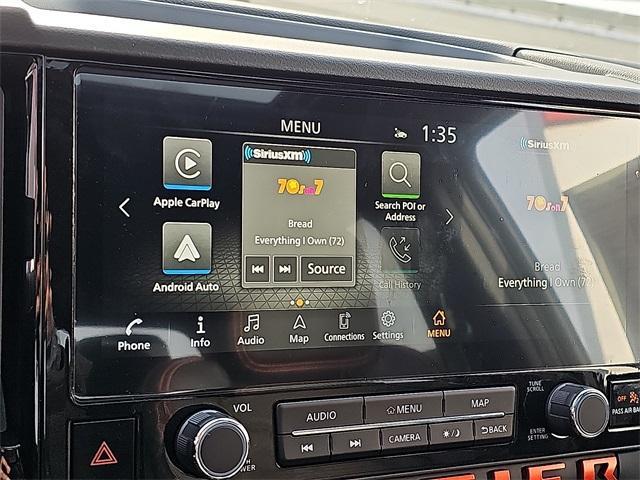 MENU
1:35
((SiriusXM))
((SiriusXM))
70s on 7
70s on 7
Apple CarPlay
Search POI or
Address
Bread
Everything I Own (72)
Bread
Everything I Own (72)
Source
Android Auto
Call History
Phone
Info
Audio
Map
Connections
Settings
MENU
VOL
AUDIO
MENU
MAP
TUNE
SCROLL
OFF
PASS AIR BA
CAMERA
BACK
ENTER
SETTING